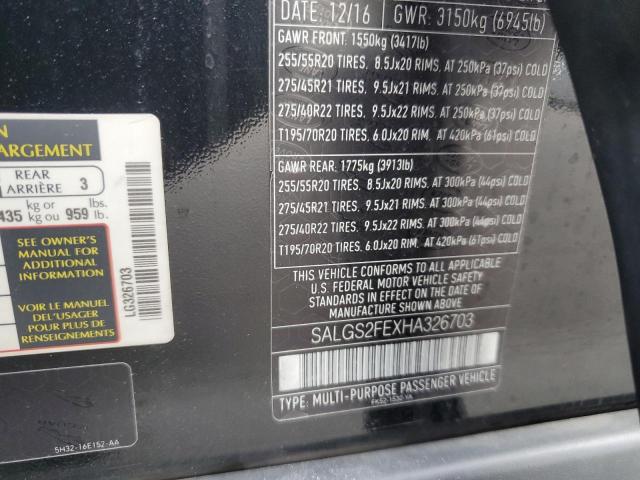 DATE: 12/16 GWR: 3150kg (6945lb)
GAWR FRONT: 1550kg (3417lb)
255/55R20 TIRES, 8.5Jx20 RIMS, AT 250kPa (37psi) COLD
275/45R21 TIRES, 9.5Jx21 RIMS, AT 250kPa (37psi) COLD
275/40R22 TIRES, 9.5Jx22 RIMS, AT 250kPa (37psi) COLD
T195/70R20 TIRES, 6.0Jx20 RIM, AT 420kPa (61psi) COLD
GAWR REAR: 1775kg (3913lb)
255/55R20 TIRES, 8.5Jx20 RIMS, AT 300kPa (44psi) COLD
275/45R21 TIRES, 9.5Jx21 RIMS, AT 300kPa (44psi) COLD
275/40R22 TIRES, 9.5Jx22 RIMS, AT 300kPa (44psi) COLD
T195/70R20 TIRES, 6.0Jx20 RIM, AT 420kPa (61psi) COLD
THIS VEHICLE CONFORMS TO ALL APPLICABLE
U.S. FEDERAL MOTOR VEHICLE SAFETY
STANDARDS IN EFFECT ON THE DATE OF
MANUFACTURE SHOWN ABOVE
SALGS2FEXHA326703
TYPE: MULTI-PURPOSE PASSENGER VEHICLE
FK52-1532-YA
ARGEMENT
REAR
ARRIÈRE 3
kg or lbs.
435 kg ou 959 lb.
SEE OWNER'S
MANUAL FOR
ADDITIONAL
INFORMATION
VOIR LE MANUEL
DE L'USAGER
POUR PLUS DE
RENSEIGNEMENTS
LG326703
5H32-16E152-AA